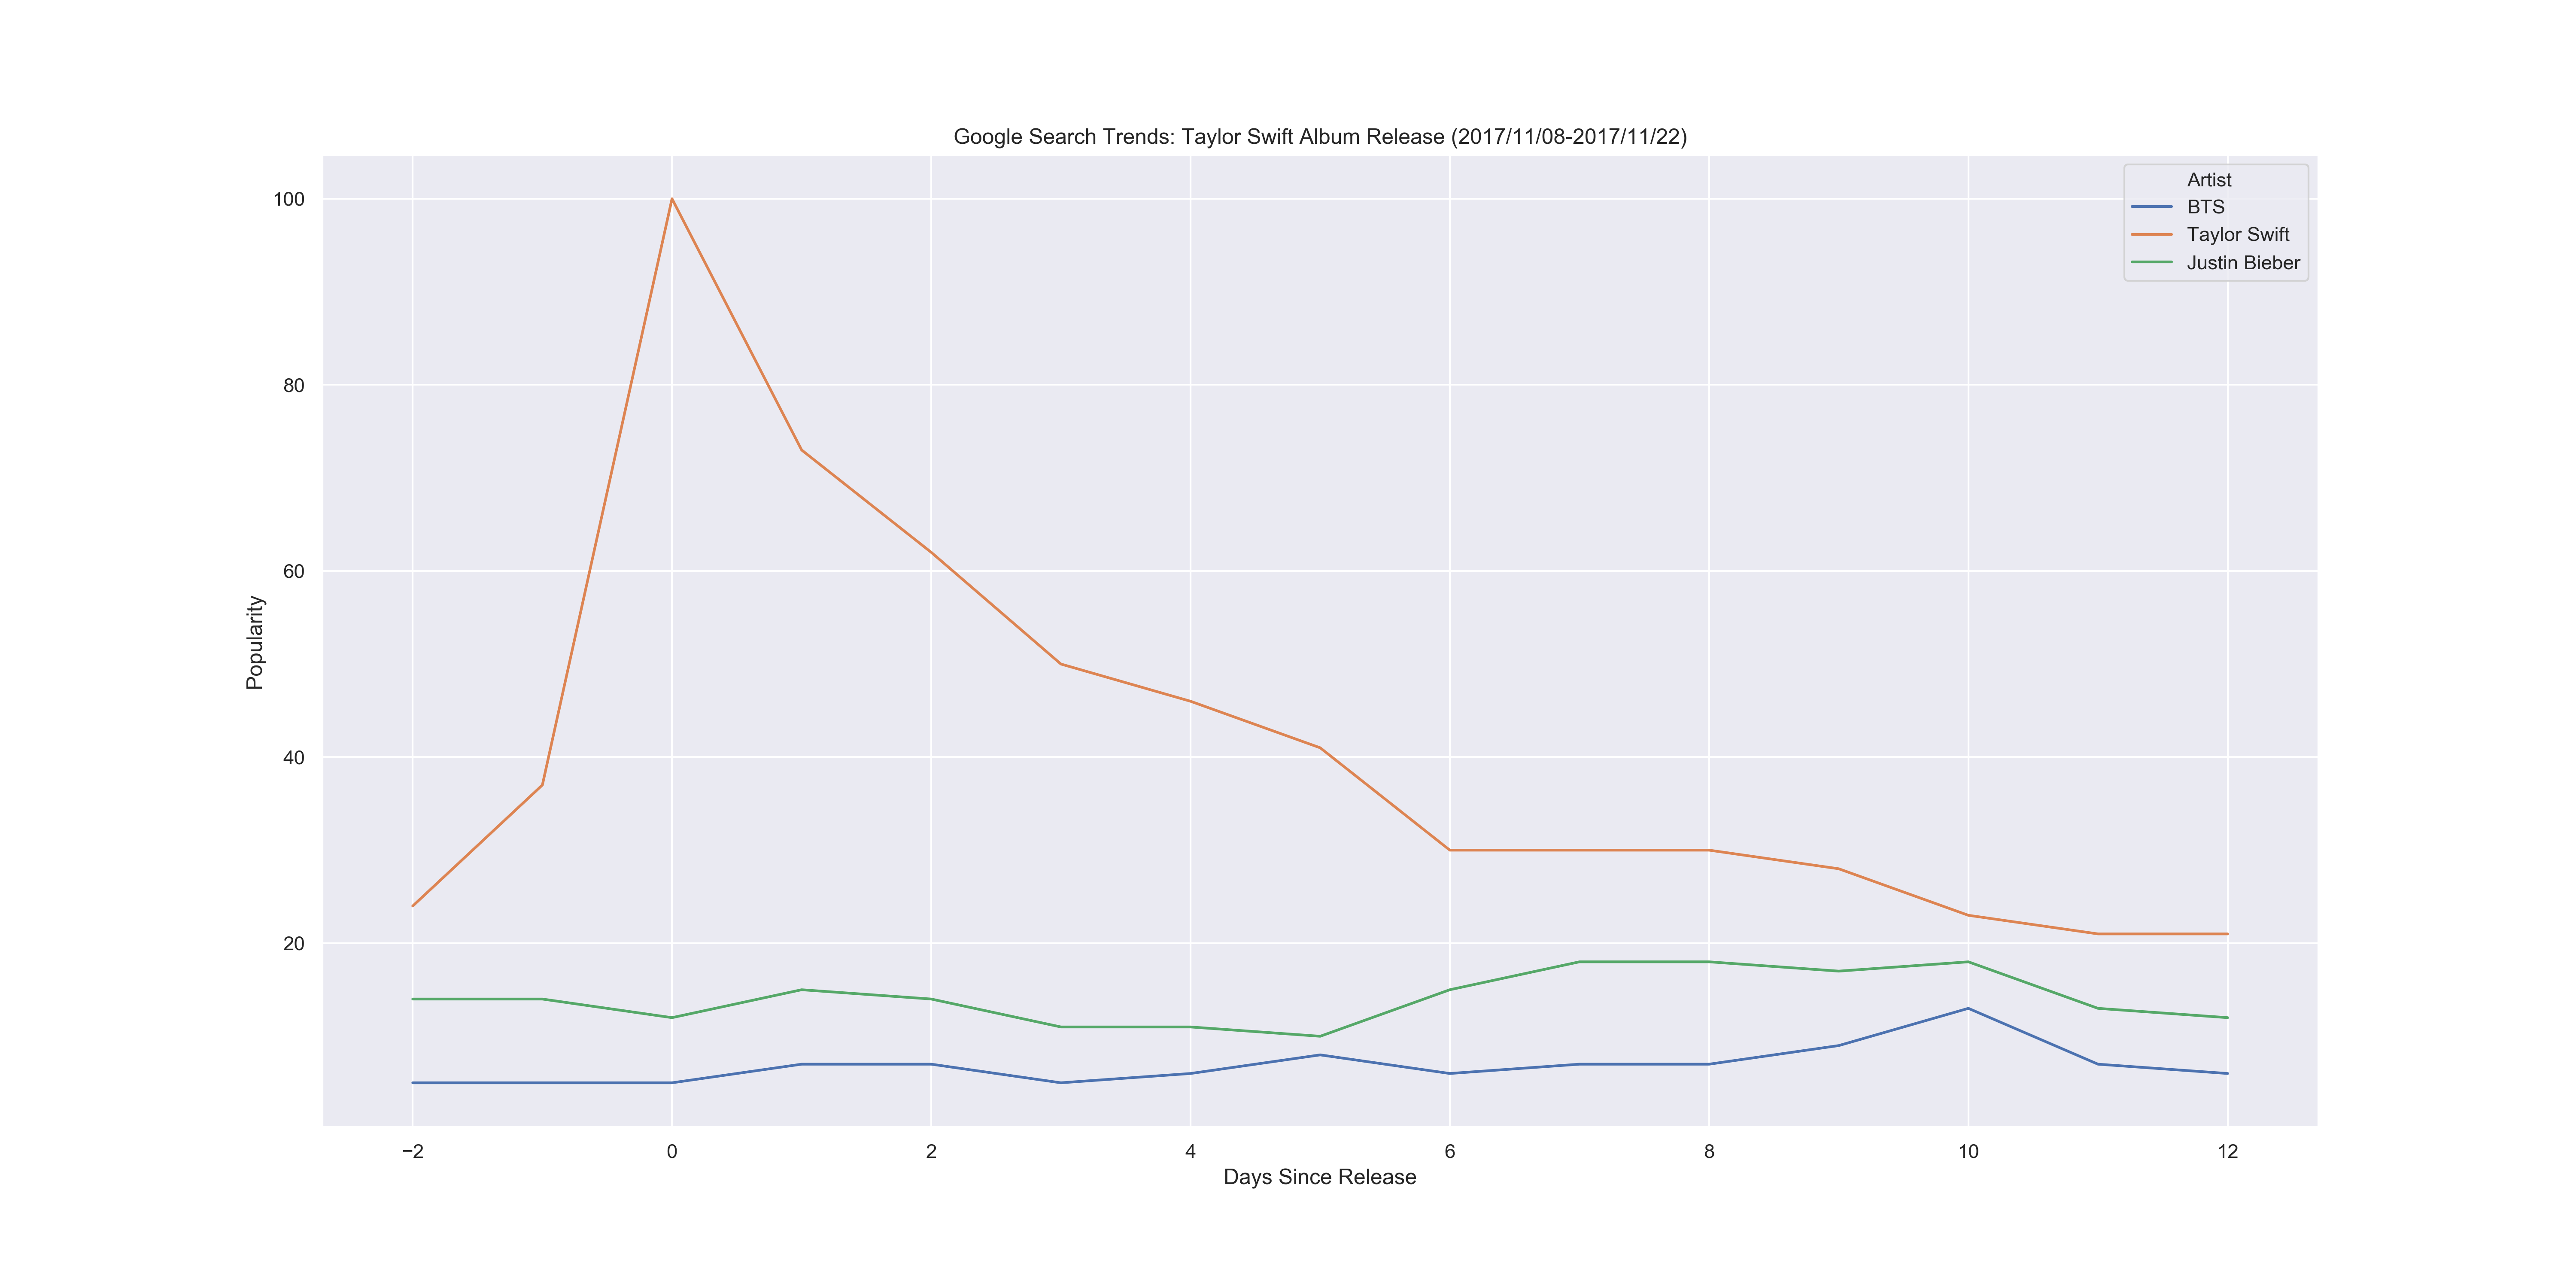 Google Search Trends: Taylor Swift Album Release (2017/11/08-2017/11/22)
Artist
BTS
Taylor Swift
Justin Bieber
100
80
60
40
20
Popularity
−2 0 2 4 6 8 10 12
Days Since Release